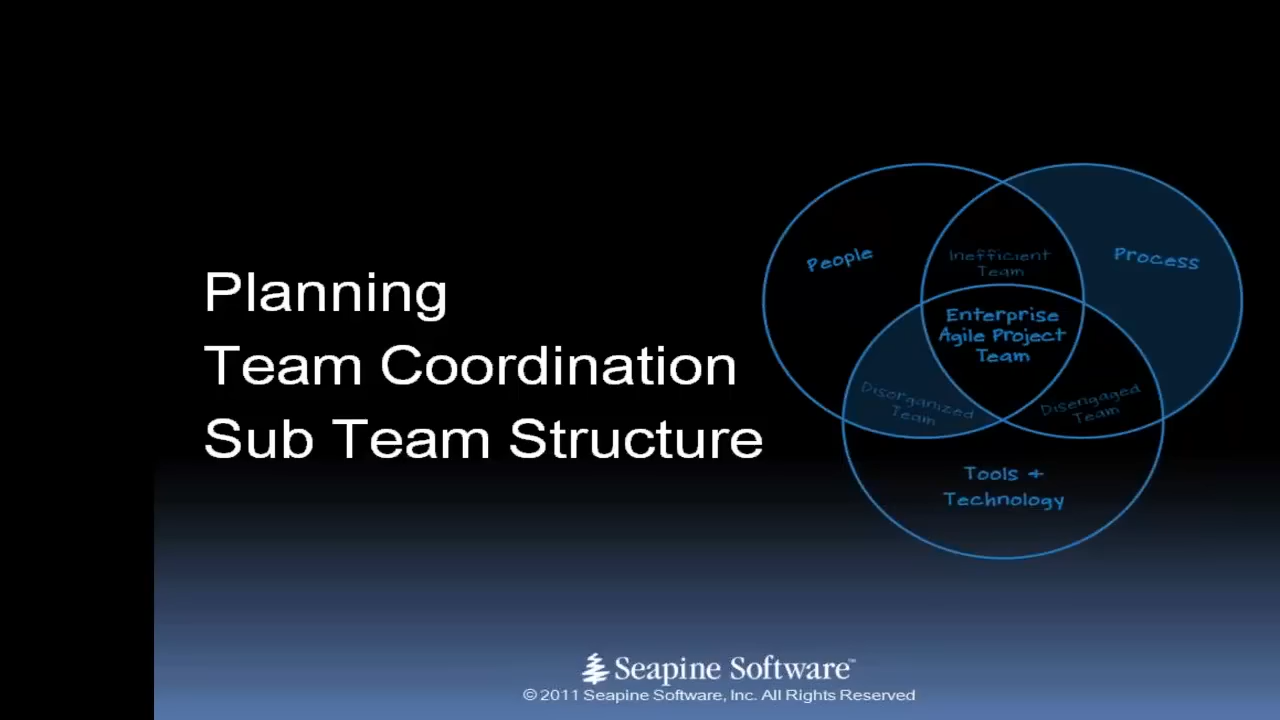 Planning
Team Coordination
Sub Team Structure
People
Inefficient
Team
Process
Enterprise
Agile Project
Team
Disorganized
Team
Disengaged
Team
Tools +
Technology
Seapine Software™
© 2011 Seapine Software, Inc. All Rights Reserved